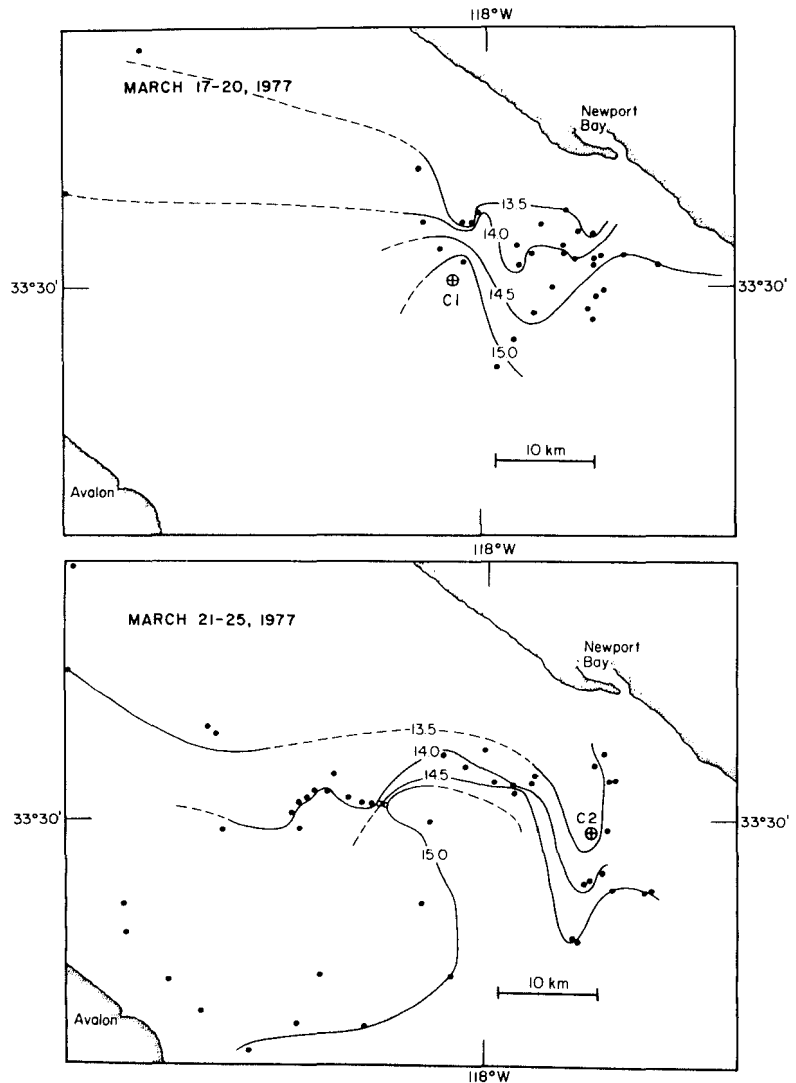 118°W
MARCH 17-20, 1977
Newport
Bay
13.5
14.0
33°30'
33°30'
C1
14.5
15.0
10 km
Avalon
118°W
118°W
MARCH 21-25, 1977
Newport
Bay
13.5
14.0
14.5
33°30'
C2
33°30'
15.0
10 km
Avalon
118°W